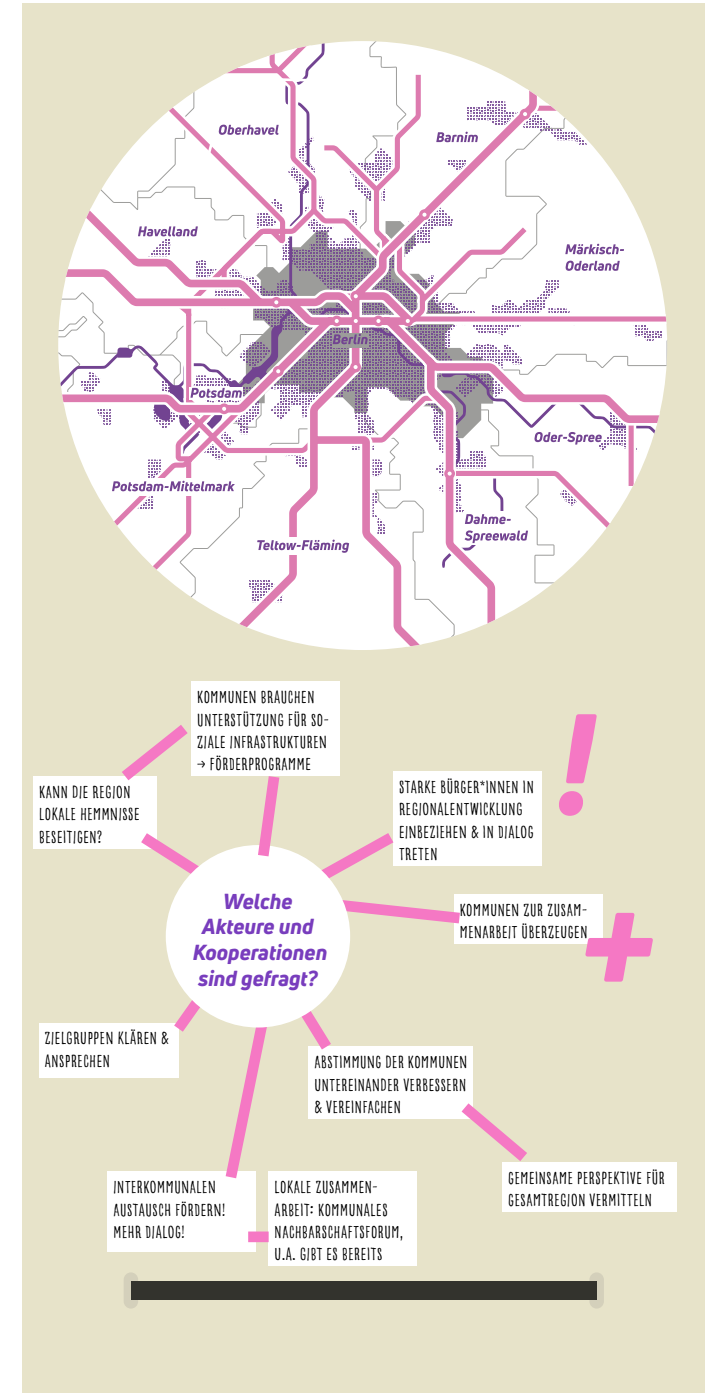 Oberhavel
Barnim
Havelland
Märkisch-
Oderland
Berlin
Potsdam
Oder-Spree
Potsdam-Mittelmark
Dahme-
Spreewald
Teltow-Fläming
KOMMUNEN BRAUCHEN
UNTERSTÜTZUNG FÜR SO-
ZIALE INFRASTRUKTUREN
→ FÖRDERPROGRAMME
KANN DIE REGION
LOKALE HEMMNISSE
BESEITIGEN?
STARKE BÜRGER*INNEN IN
REGIONALENTWICKLUNG
EINBEZIEHEN & IN DIALOG
TRETEN
!
Welche
Akteure und
Kooperationen
sind gefragt?
KOMMUNEN ZUR ZUSAM-
MENARBEIT ÜBERZEUGEN
+
ZIELGRUPPEN KLÄREN &
ANSPRECHEN
ABSTIMMUNG DER KOMMUNEN
UNTEREINANDER VERBESSERN
& VEREINFACHEN
GEMEINSAME PERSPEKTIVE FÜR
GESAMTREGION VERMITTELN
INTERKOMMUNALEN
AUSTAUSCH FÖRDERN!
MEHR DIALOG!
LOKALE ZUSAMMEN-
ARBEIT: KOMMUNALES
NACHBARSCHAFTSFORUM,
U.A. GIBT ES BEREITS